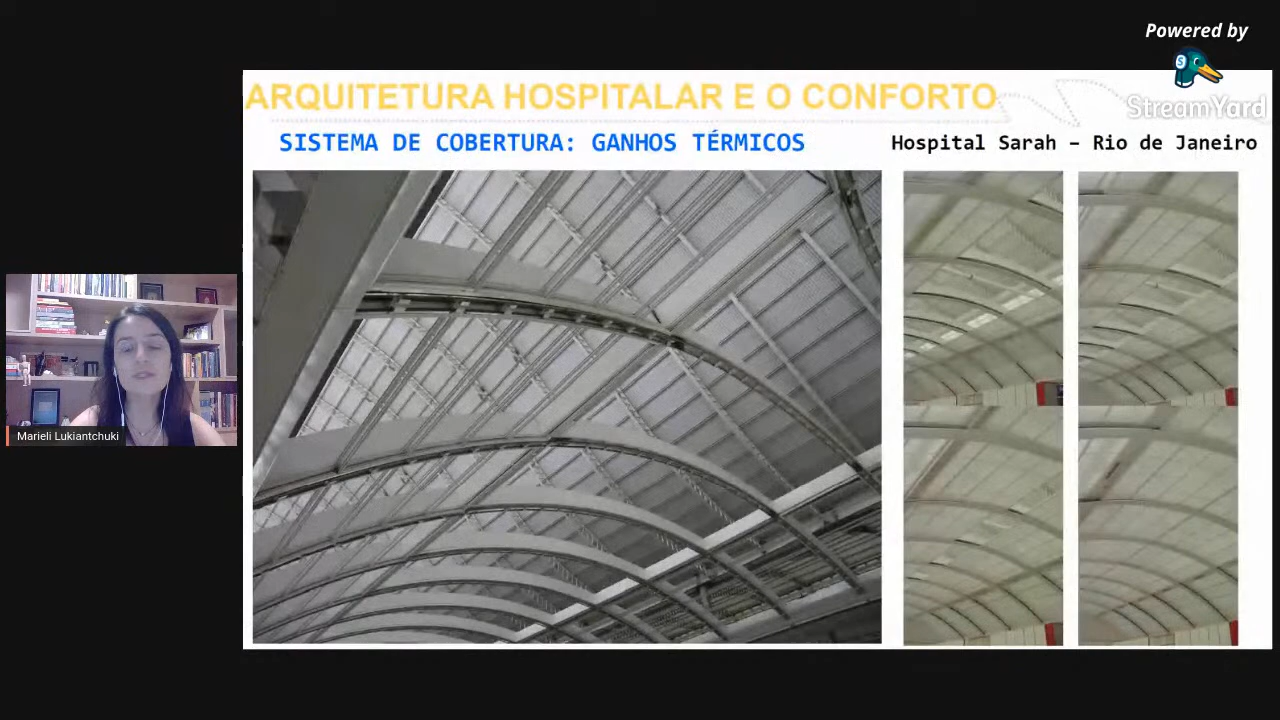 Powered by
StreamYard
ARQUITETURA HOSPITALAR E O CONFORTO
SISTEMA DE COBERTURA: GANHOS TÉRMICOS
Hospital Sarah – Rio de Janeiro
Marieli Lukiantchuki